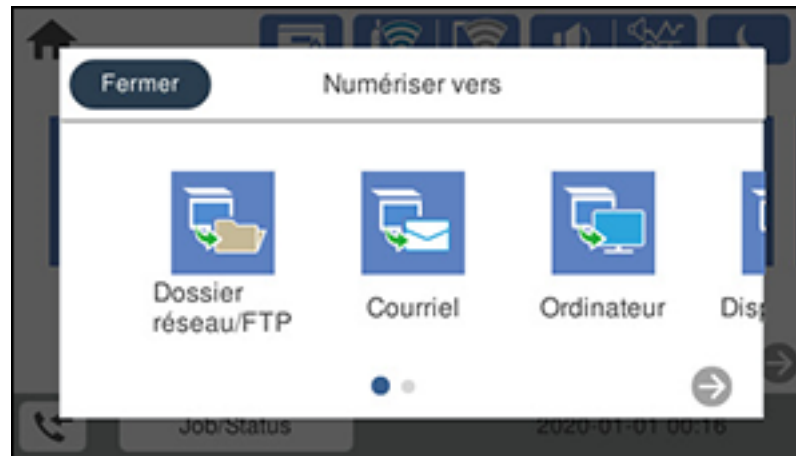 Fermer
Numériser vers
Dossier
réseau/FTP
Courriel
Ordinateur
Job/Status
2020-01-01 00:16